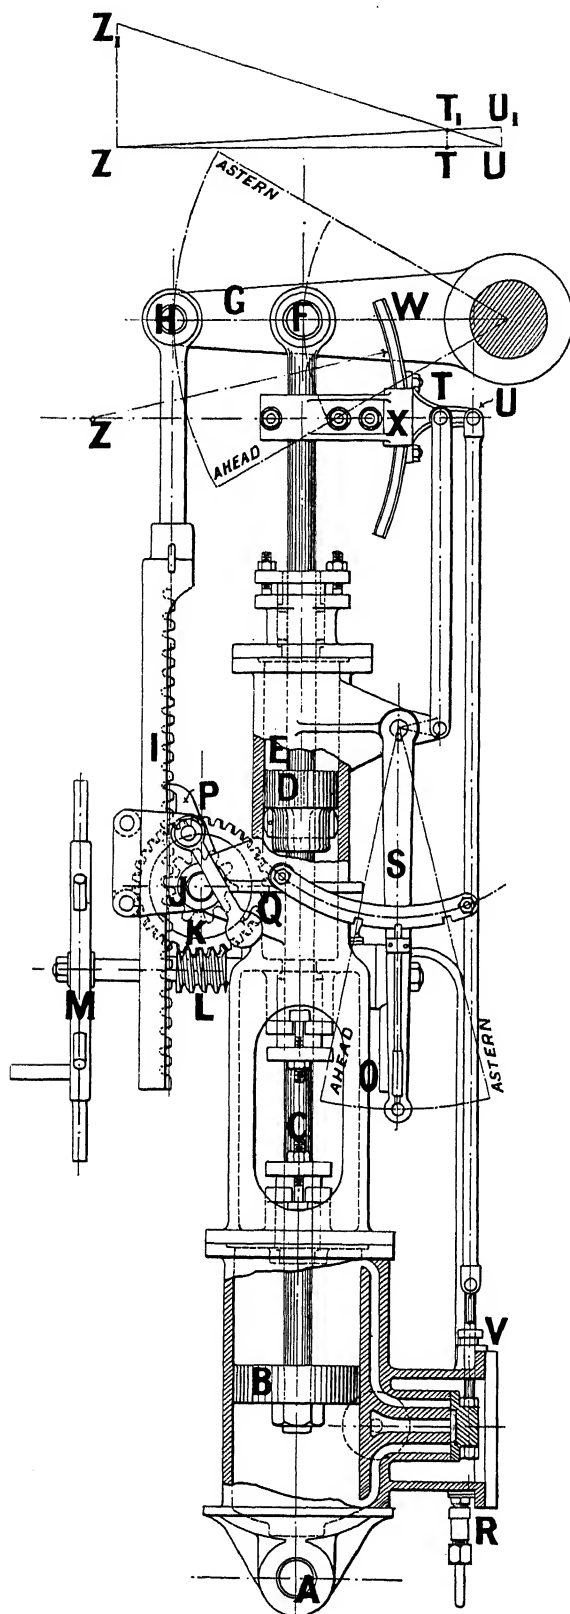 Z₁
T₁ U₁
Z T U
ASTERN
H G F W
T
U
Z X
AHEAD
E
I D
P
S
J Q
K
M L
O AHEAD ASTERN
C
V
B
R
A